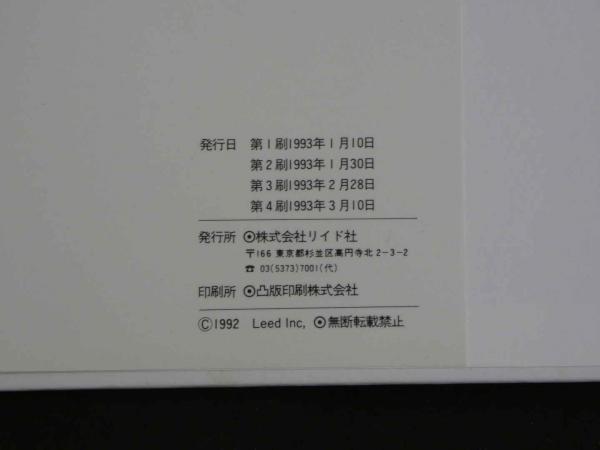 発行日 第1刷1993年1月10日
第2刷1993年1月30日
第3刷1993年2月28日
第4刷1993年3月10日
発行所 ⦿株式会社リイド社
〒166 東京都杉並区高円寺北2-3-2
☎ 03(5373)7001(代)
印刷所 ⦿凸版印刷株式会社
©1992 Leed Inc, ⦿無断転載禁止